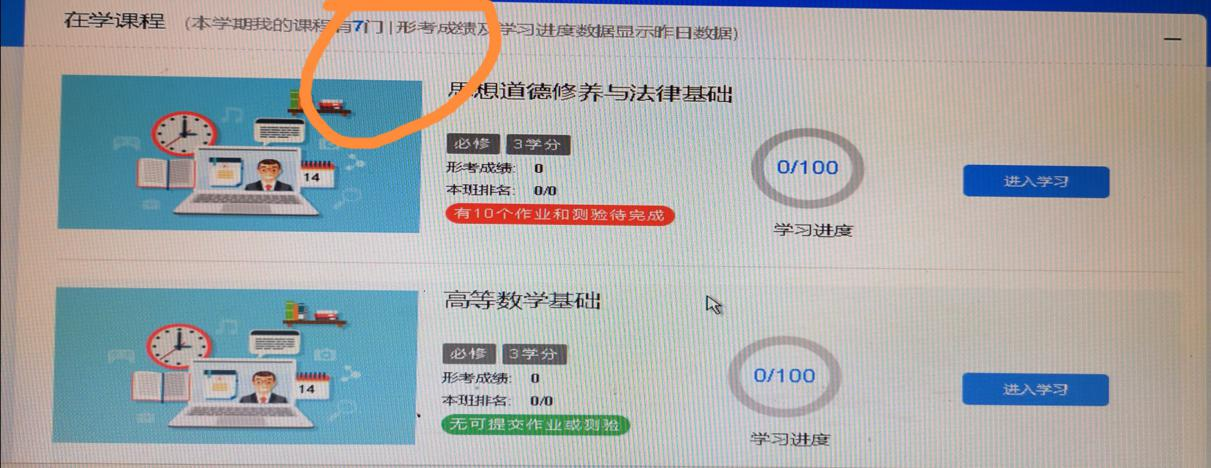 在学课程 (本学期我的课程有7门|形考成绩及学习进度数据显示昨日数据)
思想道德修养与法律基础
必修 3学分
形考成绩: 0
本班排名: 0/0
有10个作业和测验待完成
0/100
学习进度
进入学习
14
高等数学基础
必修 3学分
形考成绩: 0
本班排名: 0/0
无可提交作业或测验
0/100
学习进度
进入学习
14